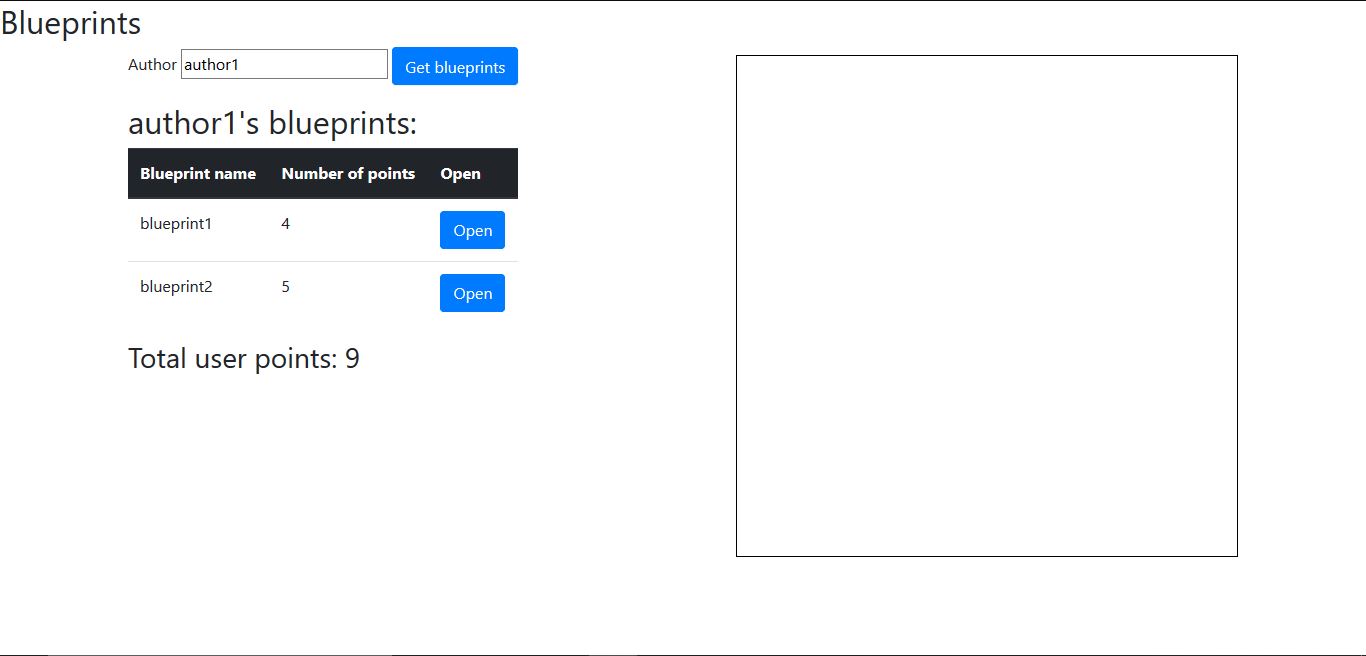 Blueprints
Author author1 Get blueprints
author1's blueprints:
Blueprint name Number of points Open
blueprint1 4 Open
blueprint2 5 Open
Total user points: 9